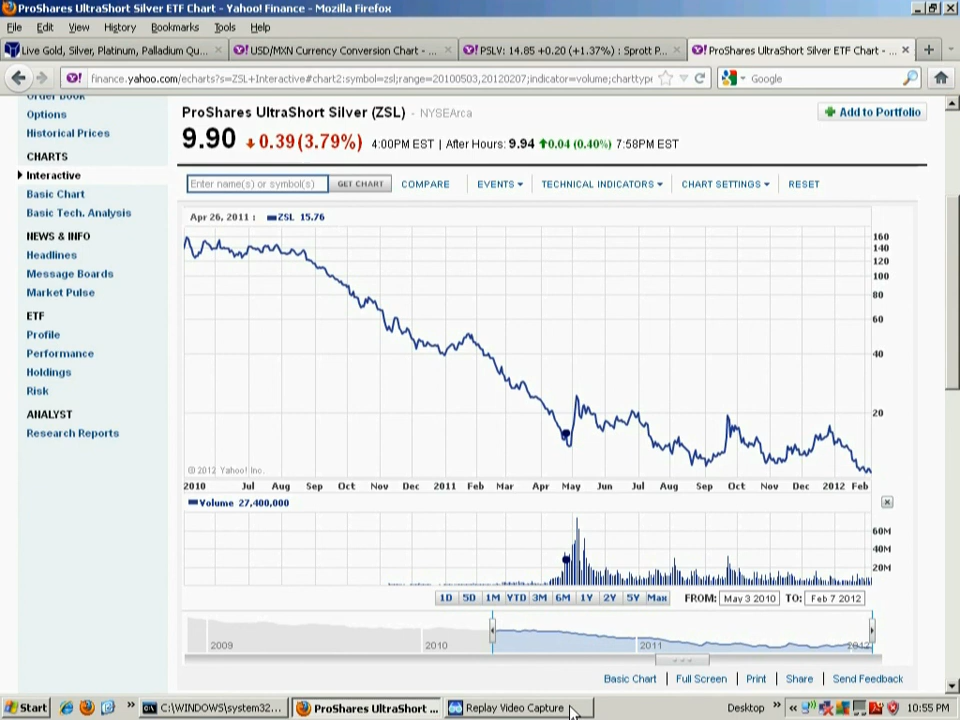 ProShares UltraShort Silver ETF Chart - Yahoo! Finance - Mozilla Firefox
File Edit View History Bookmarks Tools Help
Live Gold, Silver, Platinum, Palladium Qu... USD/MXN Currency Conversion Chart - ... PSLV: 14.85 +0.20 (+1.37%) : Sprott P... ProShares UltraShort Silver ETF Chart - ...
finance.yahoo.com/echarts?s=ZSL+Interactive#chart2:symbol=zsl;range=20100503,20120207;indicator=volume;charttype Google
Order Book
Options
Historical Prices
CHARTS
Interactive
Basic Chart
Basic Tech. Analysis
NEWS & INFO
Headlines
Message Boards
Market Pulse
ETF
Profile
Performance
Holdings
Risk
ANALYST
Research Reports
ProShares UltraShort Silver (ZSL) - NYSEArca
Add to Portfolio
9.90 0.39 (3.79%) 4:00PM EST | After Hours: 9.94 0.04 (0.40%) 7:58PM EST
Enter name(s) or symbol(s) GET CHART COMPARE EVENTS TECHNICAL INDICATORS CHART SETTINGS RESET
Apr 26, 2011 : ZSL 15.76
160
140
120
100
80
60
40
20
© 2012 Yahoo! Inc.
2010 Jul Aug Sep Oct Nov Dec 2011 Feb Mar Apr May Jun Jul Aug Sep Oct Nov Dec 2012 Feb
Volume 27,400,000
60M
40M
20M
1D 5D 1M YTD 3M 6M 1Y 2Y 5Y Max FROM: May 3 2010 TO: Feb 7 2012
2009 2010 2011 2012
Basic Chart Full Screen Print Share Send Feedback
Start C:\WINDOWS\system32... ProShares UltraShort ... Replay Video Capture Desktop 10:55 PM